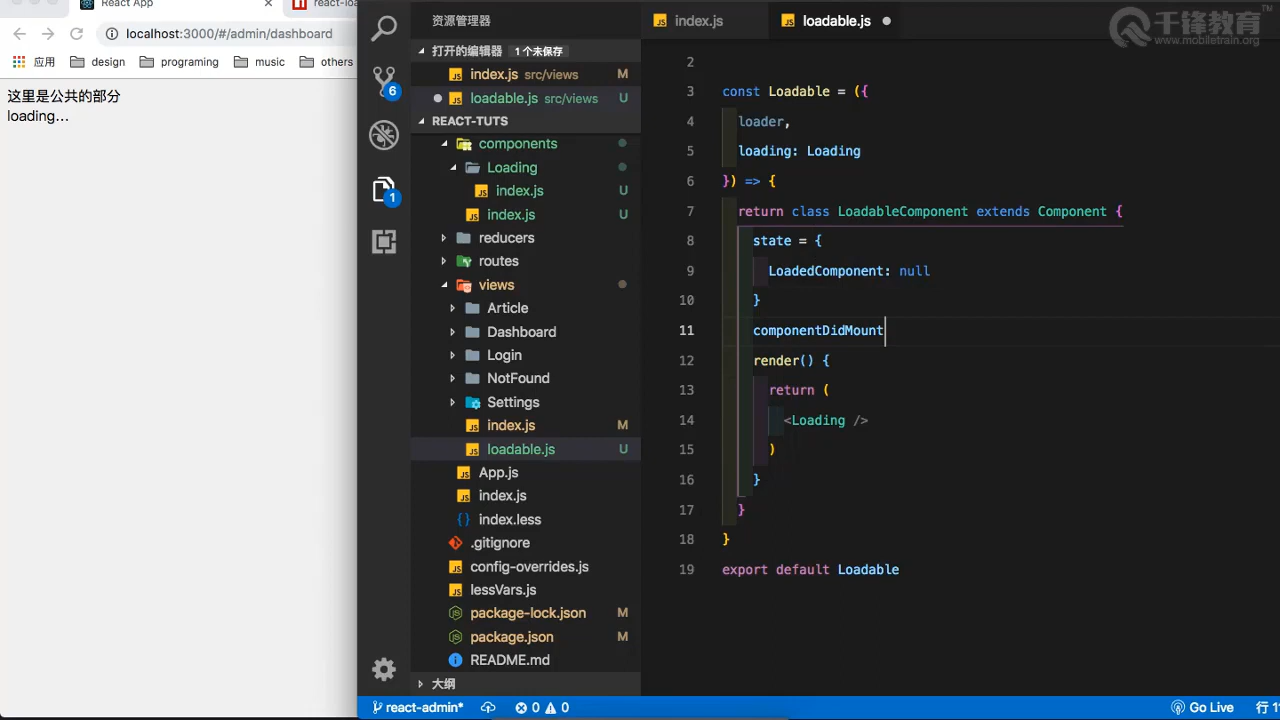 React App
react-loa
localhost:3000/#/admin/dashboard
应用 design programing music others
这里是公共的部分
loading...
资源管理器
打开的编辑器 1 个未保存
index.js src/views M
loadable.js src/views U
REACT-TUTS
components
Loading
index.js U
index.js U
reducers
routes
views
Article
Dashboard
Login
NotFound
Settings
index.js M
loadable.js U
App.js
index.js
index.less
.gitignore
config-overrides.js
lessVars.js
package-lock.json M
package.json M
README.md
大纲
6
1
index.js loadable.js
千锋教育
www.mobiletrain.org
TM
2
3 const Loadable = ({
4 loader,
5 loading: Loading
6 }) => {
7 return class LoadableComponent extends Component {
8 state = {
9 LoadedComponent: null
10 }
11 componentDidMount
12 render() {
13 return (
14 <Loading />
15 )
16 }
17 }
18 }
19 export default Loadable
react-admin* 0 0 Go Live 行 1